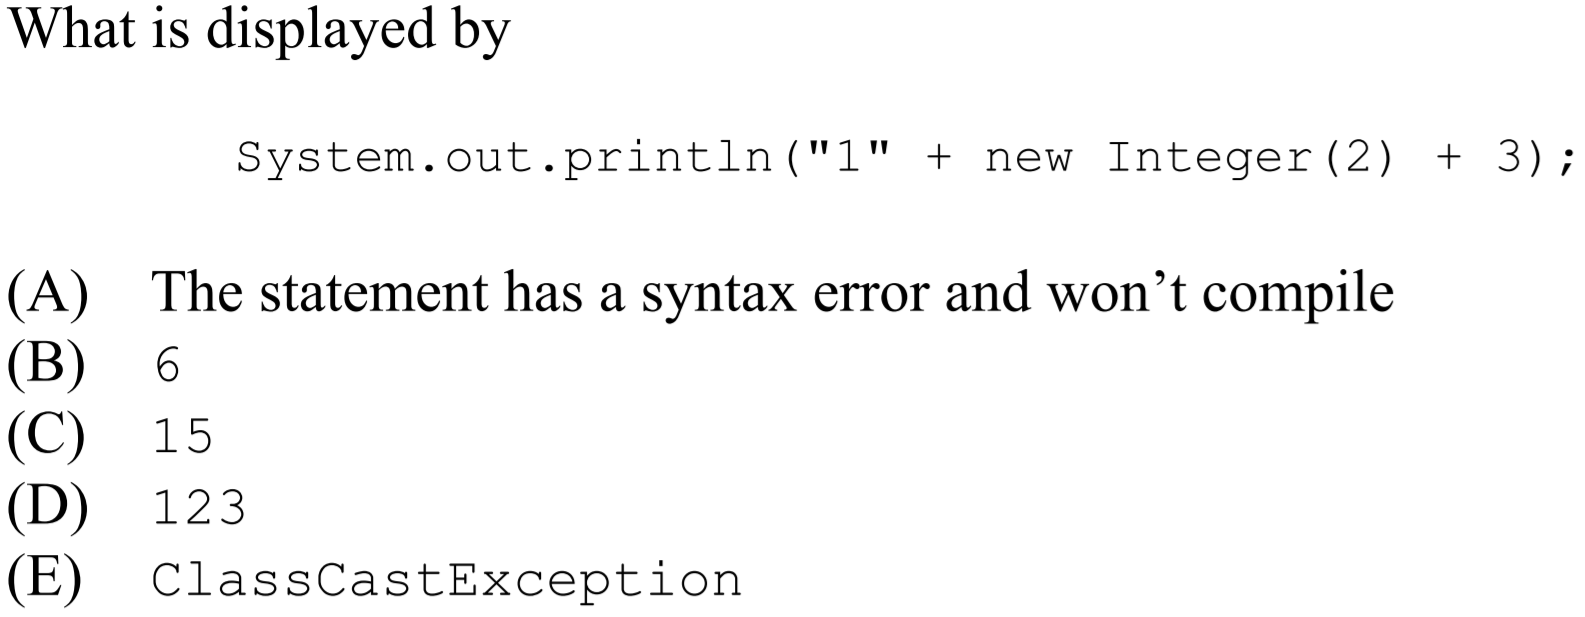 What is displayed by
System.out.println("1" + new Integer(2) + 3);
(A) The statement has a syntax error and won’t compile
(B) 6
(C) 15
(D) 123
(E) ClassCastException